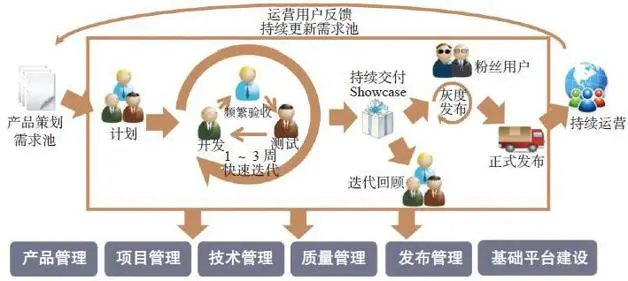 运营用户反馈
持续更新需求池
产品策划
需求池
计划
频繁验收
开发
测试
1 ~ 3 周
快速迭代
持续交付
Showcase
粉丝用户
灰度
发布
正式发布
迭代回顾
持续运营
产品管理
项目管理
技术管理
质量管理
发布管理
基础平台建设